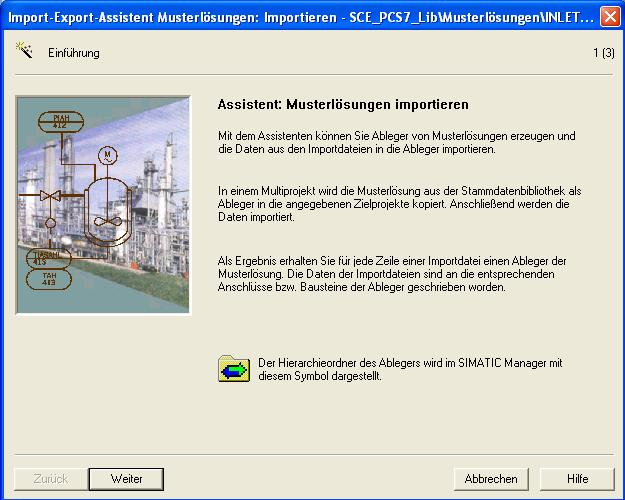 Import-Export-Assistent Musterlösungen: Importieren - SCE_PCS7_Lib\Musterlösungen\INLET...
Einführung
1 (3)
PIAH
412
M
TIASAHL
413
TAH
413
Assistent: Musterlösungen importieren
Mit dem Assistenten können Sie Ableger von Musterlösungen erzeugen und
die Daten aus den Importdateien in die Ableger importieren.
In einem Multiprojekt wird die Musterlösung aus der Stammdatenbibliothek als
Ableger in die angegebenen Zielprojekte kopiert. Anschließend werden die
Daten importiert.
Als Ergebnis erhalten Sie für jede Zeile einer Importdatei einen Ableger der
Musterlösung. Die Daten der Importdateien sind an die entsprechenden
Anschlüsse bzw. Bausteine der Ableger geschrieben worden.
Der Hierarchieordner des Ablegers wird im SIMATIC Manager mit
diesem Symbol dargestellt.
Zurück
Weiter
Abbrechen
Hilfe